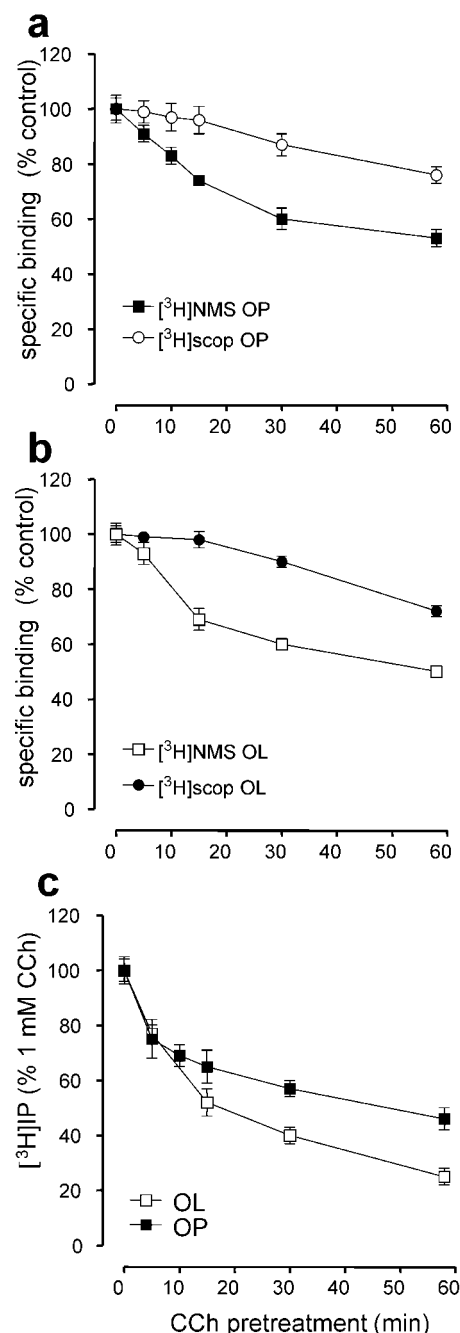 a
120
100
80
60
40
20
0
specific binding (% control)
[³H]NMS OP
[³H]scop OP
0 10 20 30 40 50 60
b
120
100
80
60
40
20
0
specific binding (% control)
[³H]NMS OL
[³H]scop OL
0 10 20 30 40 50 60
c
120
100
80
60
40
20
0
[³H]IP (% 1 mM CCh)
OL
OP
0 10 20 30 40 50 60
CCh pretreatment (min)